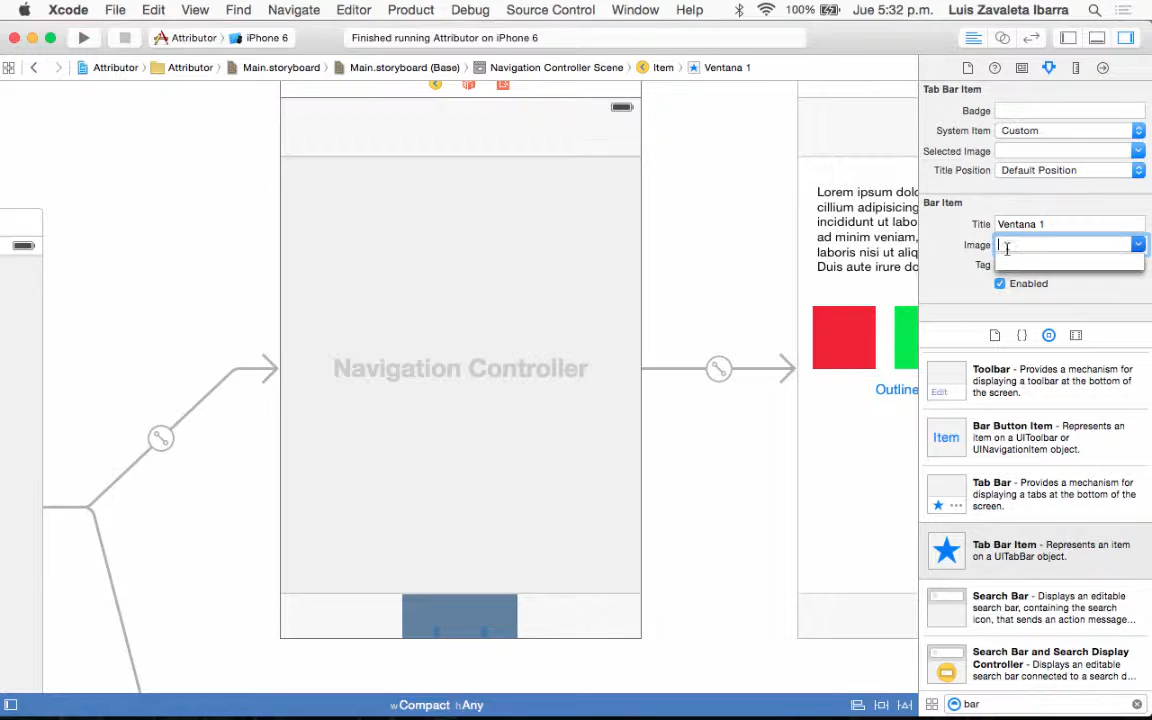 Xcode File Edit View Find Navigate Editor Product Debug Source Control Window Help 100% Jue 5:32 p.m. Luis Zavaleta Ibarra
Attributor iPhone 6 Finished running Attributor on iPhone 6
Attributor Attributor Main.storyboard Main.storyboard (Base) Navigation Controller Scene Item Ventana 1
Tab Bar Item
Badge
System Item Custom
Selected Image
Title Position Default Position
Bar Item
Title Ventana 1
Image
Tag
Enabled
Navigation Controller
Lorem ipsum dolo
cillum adipisicing
incididunt ut labo
ad minim veniam,
laboris nisi ut aliq
Duis aute irure do
Outline
Toolbar - Provides a mechanism for
displaying a toolbar at the bottom of
the screen.
Edit
Bar Button Item - Represents an
item on a UIToolbar or
UINavigationItem object.
Item
Tab Bar - Provides a mechanism for
displaying a tabs at the bottom of the
screen.
Tab Bar Item - Represents an item
on a UITabBar object.
Search Bar - Displays an editable
search bar, containing the search
icon, that sends an action message...
Search Bar and Search Display
Controller - Displays an editable
search bar connected to a search d...
wCompact hAny
bar